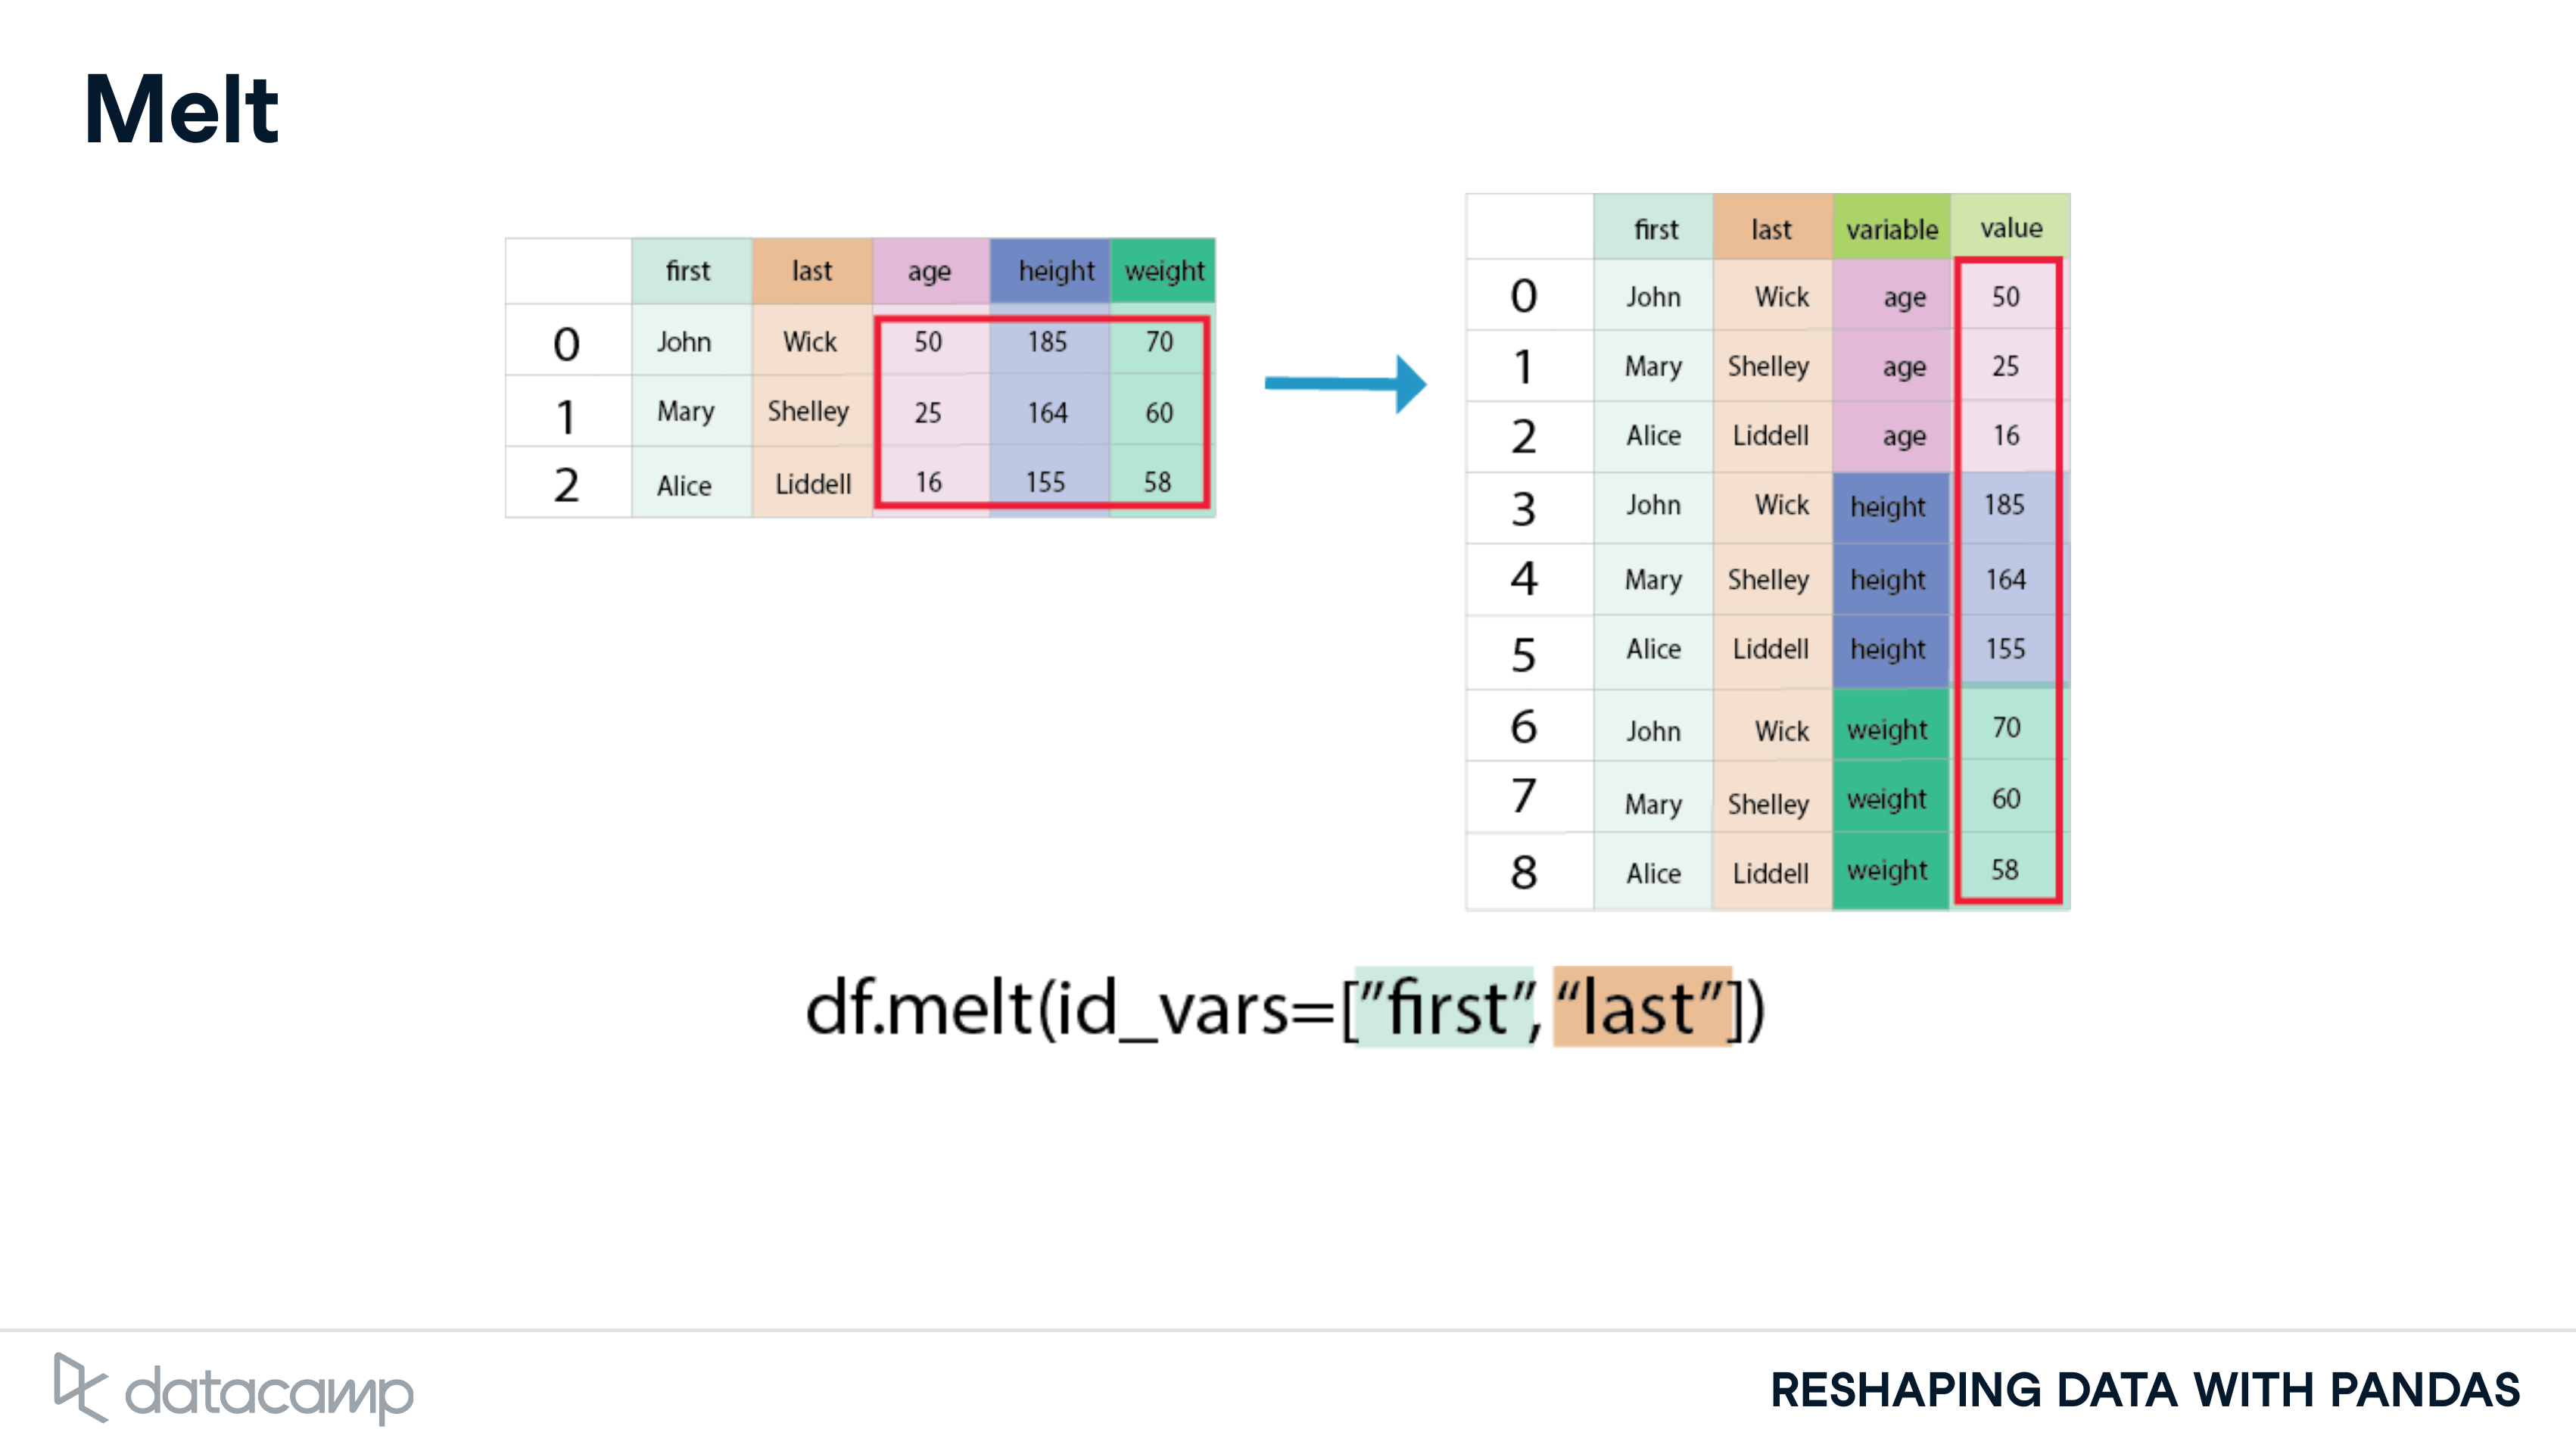 Melt
first last age height weight
0 John Wick 50 185 70
1 Mary Shelley 25 164 60
2 Alice Liddell 16 155 58
first last variable value
0 John Wick age 50
1 Mary Shelley age 25
2 Alice Liddell age 16
3 John Wick height 185
4 Mary Shelley height 164
5 Alice Liddell height 155
6 John Wick weight 70
7 Mary Shelley weight 60
8 Alice Liddell weight 58
df.melt(id_vars=[”first”, “last”])
datacamp
RESHAPING DATA WITH PANDAS